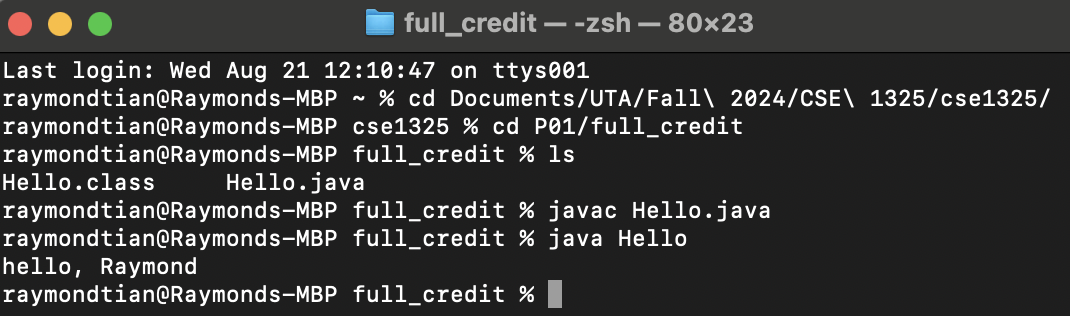 full_credit — -zsh — 80×23
Last login: Wed Aug 21 12:10:47 on ttys001
raymondtian@Raymonds-MBP ~ % cd Documents/UTA/Fall\ 2024/CSE\ 1325/cse1325/
raymondtian@Raymonds-MBP cse1325 % cd P01/full_credit
raymondtian@Raymonds-MBP full_credit % ls
Hello.class     Hello.java
raymondtian@Raymonds-MBP full_credit % javac Hello.java
raymondtian@Raymonds-MBP full_credit % java Hello
hello, Raymond
raymondtian@Raymonds-MBP full_credit %